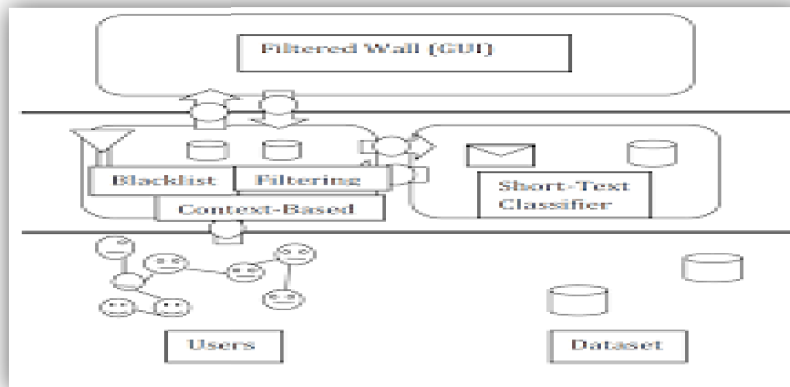 Filtered Wall (GUI)
Blacklist
Filtering
Context-Based
Short-Text
Classifier
Users
Dataset